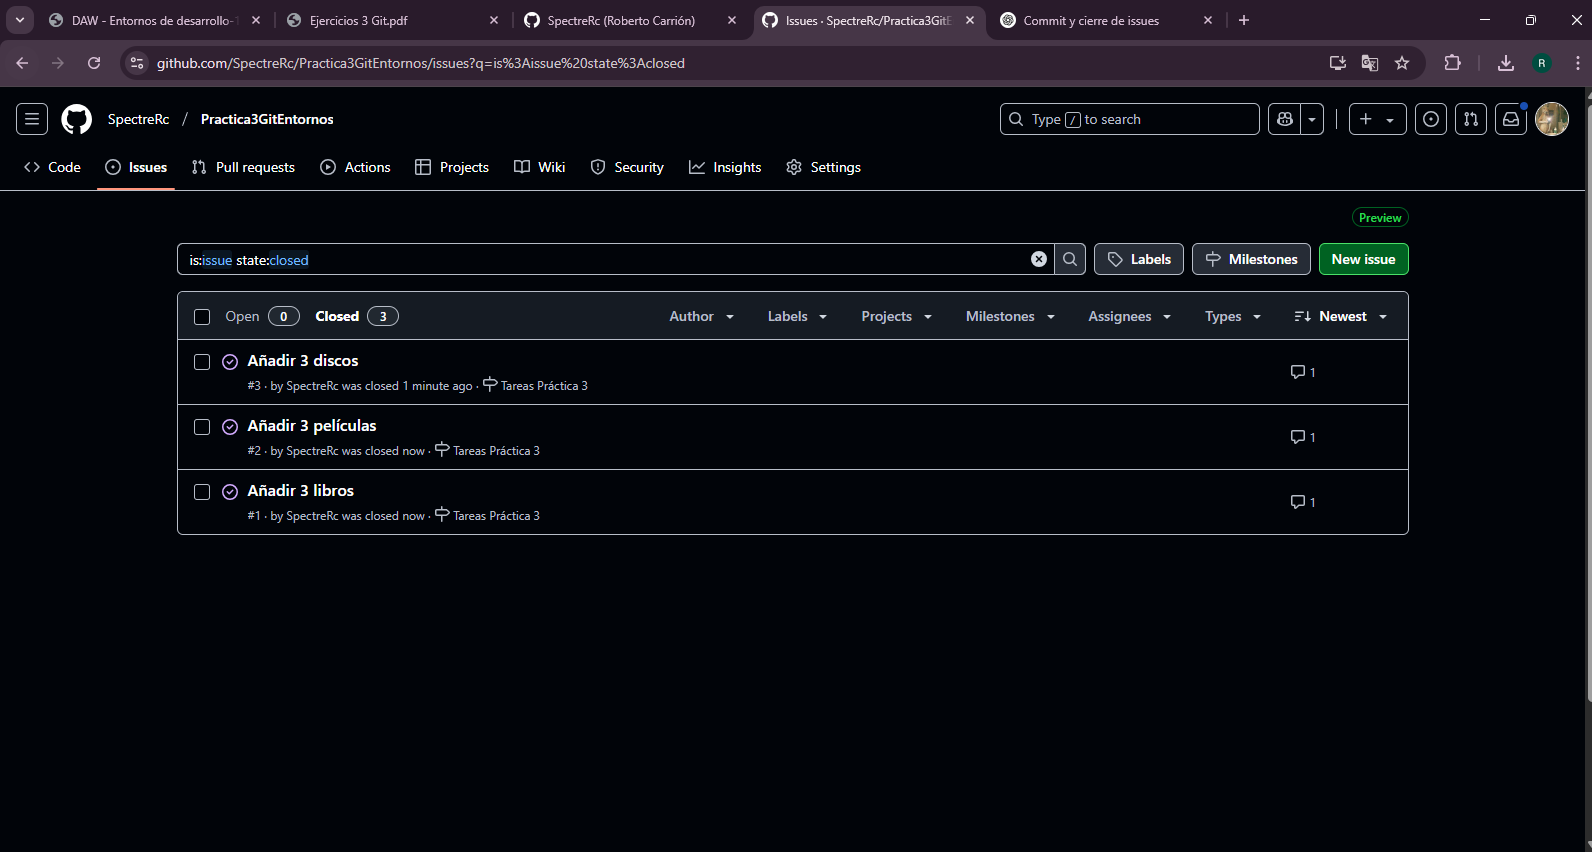 DAW - Entornos de desarrollo-1
Ejercicios 3 Git.pdf
SpectreRc (Roberto Carrión)
Issues · SpectreRc/Practica3GitE
Commit y cierre de issues
github.com/SpectreRc/Practica3GitEntornos/issues?q=is%3Aissue%20state%3Aclosed
R
SpectreRc / Practica3GitEntornos
Type / to search
Code
Issues
Pull requests
Actions
Projects
Wiki
Security
Insights
Settings
Preview
is:issue state:closed
Labels
Milestones
New issue
Open 0
Closed 3
Author
Labels
Projects
Milestones
Assignees
Types
Newest
Añadir 3 discos
#3 · by SpectreRc was closed 1 minute ago · Tareas Práctica 3
1
Añadir 3 películas
#2 · by SpectreRc was closed now · Tareas Práctica 3
1
Añadir 3 libros
#1 · by SpectreRc was closed now · Tareas Práctica 3
1